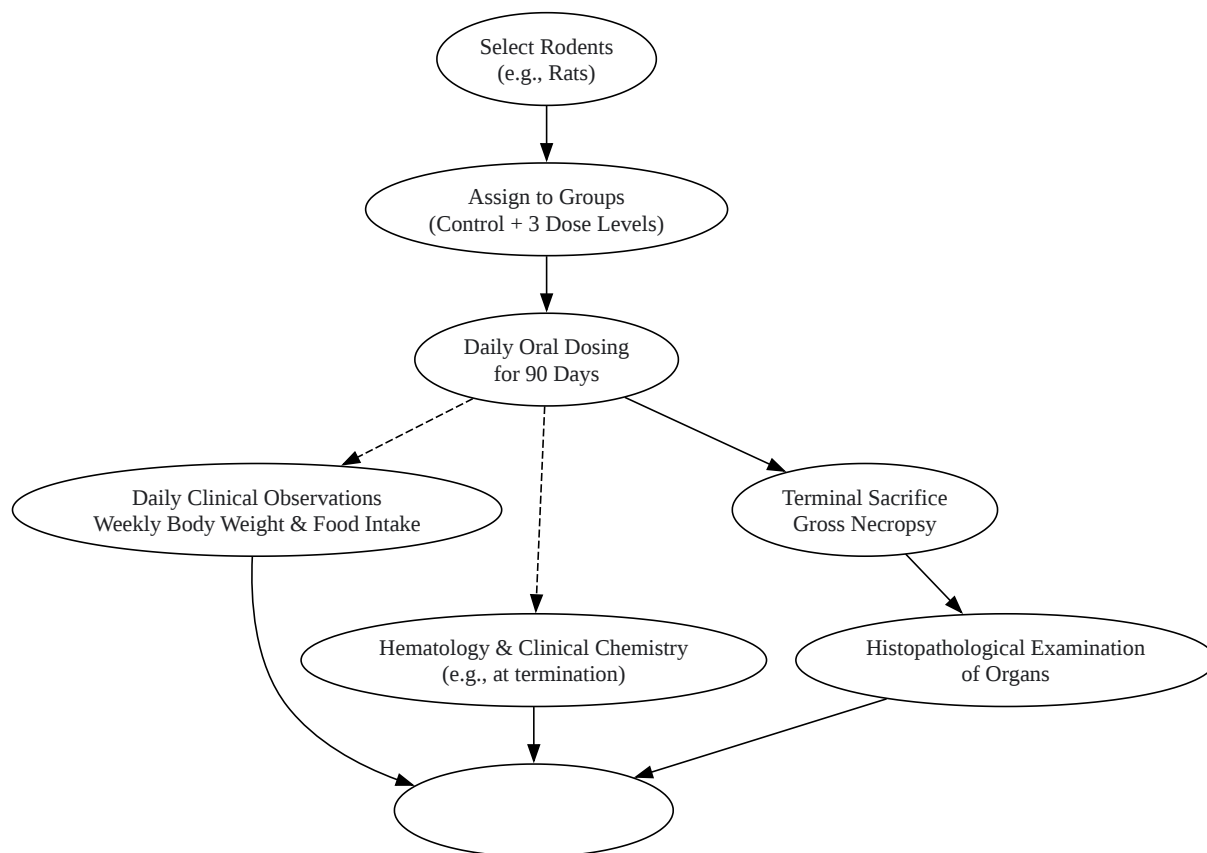 Select Rodents
(e.g., Rats)
Assign to Groups
(Control + 3 Dose Levels)
Daily Oral Dosing
for 90 Days
Daily Clinical Observations
Weekly Body Weight & Food Intake
Terminal Sacrifice
Gross Necropsy
Hematology & Clinical Chemistry
(e.g., at termination)
Histopathological Examination
of Organs